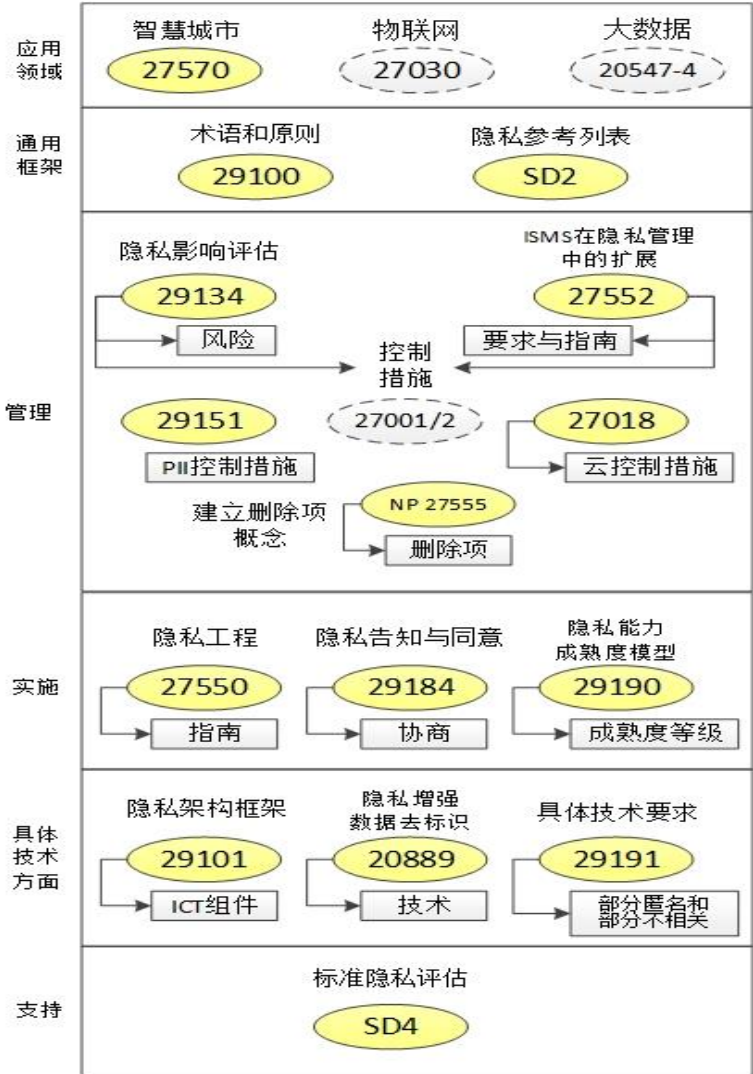 应用
领域
智慧城市
27570
物联网
27030
大数据
20547-4
通用
框架
术语和原则
29100
隐私参考列表
SD2
管理
隐私影响评估
29134
风险
ISMS在隐私管理
中的扩展
27552
要求与指南
控制
措施
27001/2
29151
PII控制措施
27018
云控制措施
建立删除项
概念
NP 27555
删除项
实施
隐私工程
27550
指南
隐私告知与同意
29184
协商
隐私能力
成熟度模型
29190
成熟度等级
具体
技术
方面
隐私架构框架
29101
ICT组件
隐私增强
数据去标识
20889
技术
具体技术要求
29191
部分匿名和
部分不相关
支持
标准隐私评估
SD4